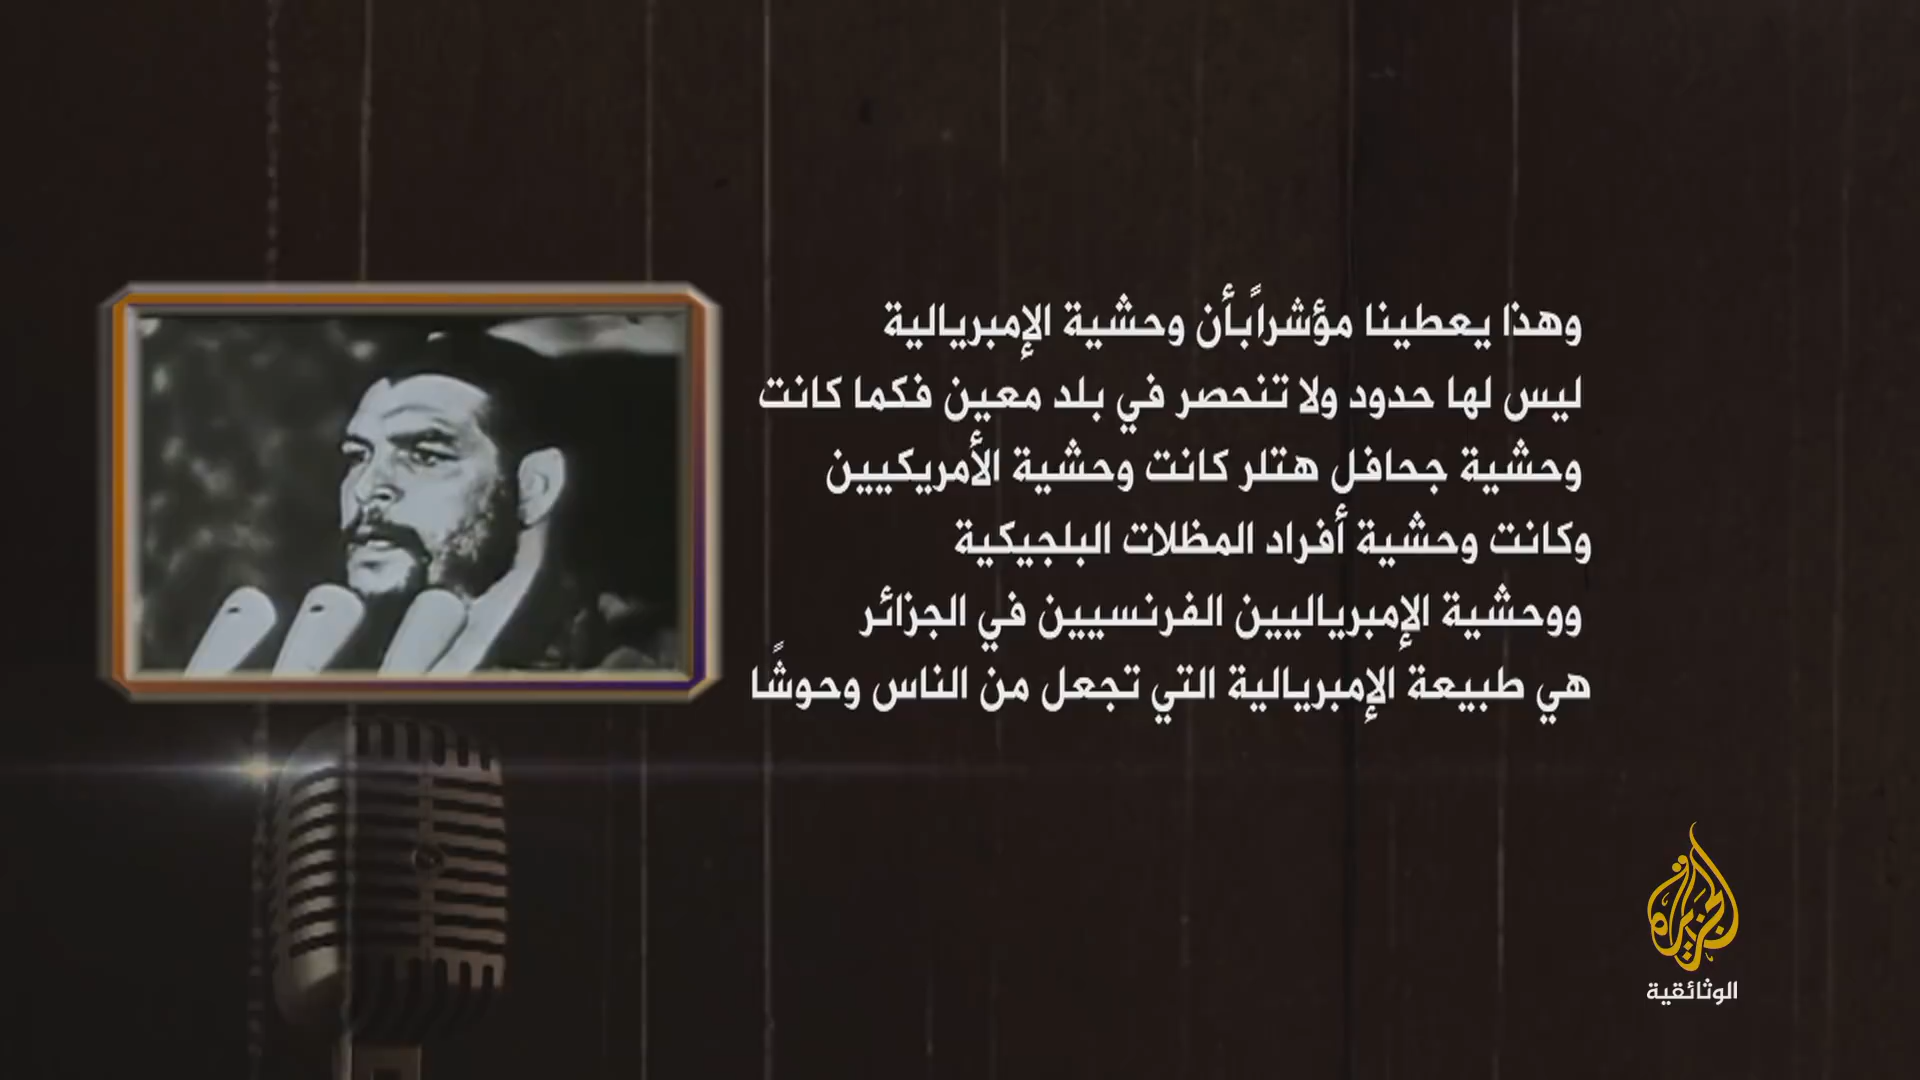 وهذا يعطينا مؤشراًبأن وحشية الإمبريالية
ليس لها حدود ولا تنحصر في بلد معين فكما كانت
وحشية جحافل هتلر كانت وحشية الأمريكيين
وكانت وحشية أفراد المظلات البلجيكية
ووحشية الإمبرياليين الفرنسيين في الجزائر
هي طبيعة الإمبريالية التي تجعل من الناس وحوشًا
الجزيرة
الوثائقية